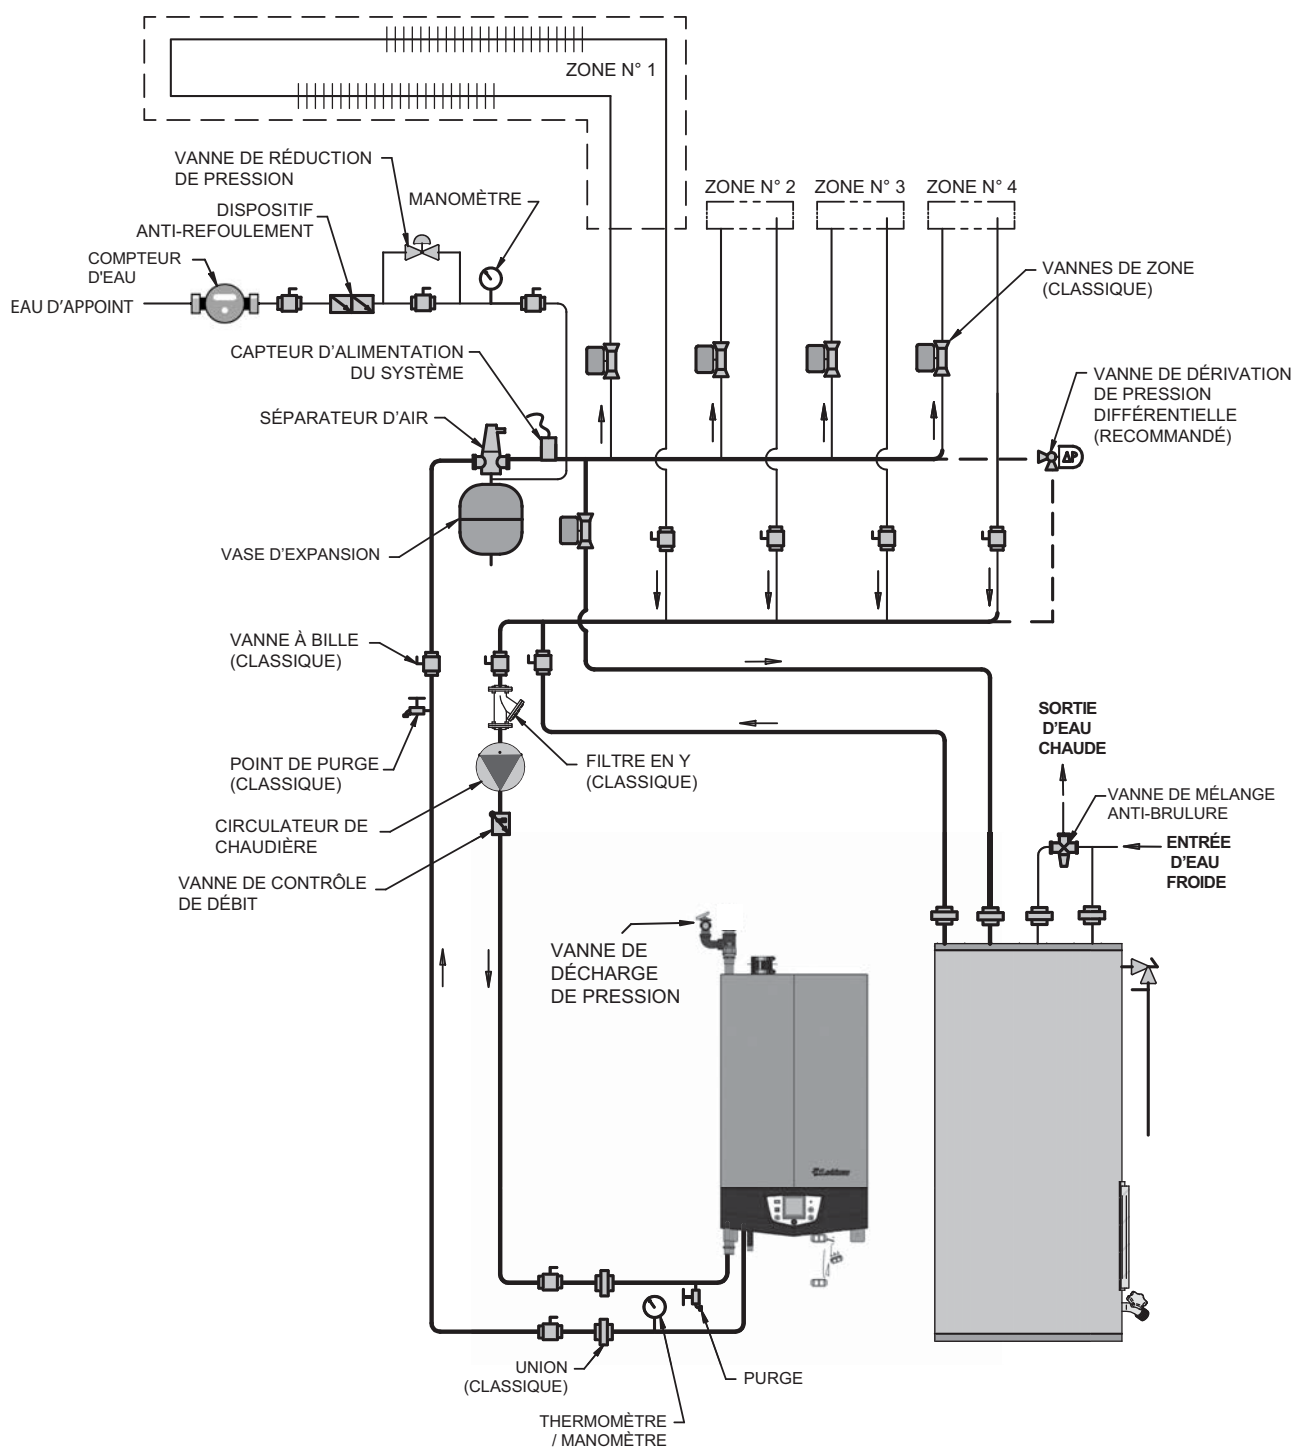 ZONE N° 1
VANNE DE RÉDUCTION
DE PRESSION
MANOMÈTRE
DISPOSITIF
ANTI-REFOULEMENT
COMPTEUR
D'EAU
EAU D'APPOINT
ZONE N° 2
ZONE N° 3
ZONE N° 4
VANNES DE ZONE
(CLASSIQUE)
CAPTEUR D'ALIMENTATION
DU SYSTÈME
SÉPARATEUR D'AIR
VANNE DE DÉRIVATION
DE PRESSION
DIFFÉRENTIELLE
(RECOMMANDÉ)
ΔP
VASE D'EXPANSION
VANNE À BILLE
(CLASSIQUE)
POINT DE PURGE
(CLASSIQUE)
FILTRE EN Y
(CLASSIQUE)
CIRCULATEUR DE
CHAUDIÈRE
VANNE DE CONTRÔLE
DE DÉBIT
SORTIE
D'EAU
CHAUDE
VANNE DE MÉLANGE
ANTI-BRULURE
ENTRÉE
D'EAU
FROIDE
VANNE DE
DÉCHARGE
DE PRESSION
Lochinvar
UNION
(CLASSIQUE)
PURGE
THERMOMÈTRE
/ MANOMÈTRE